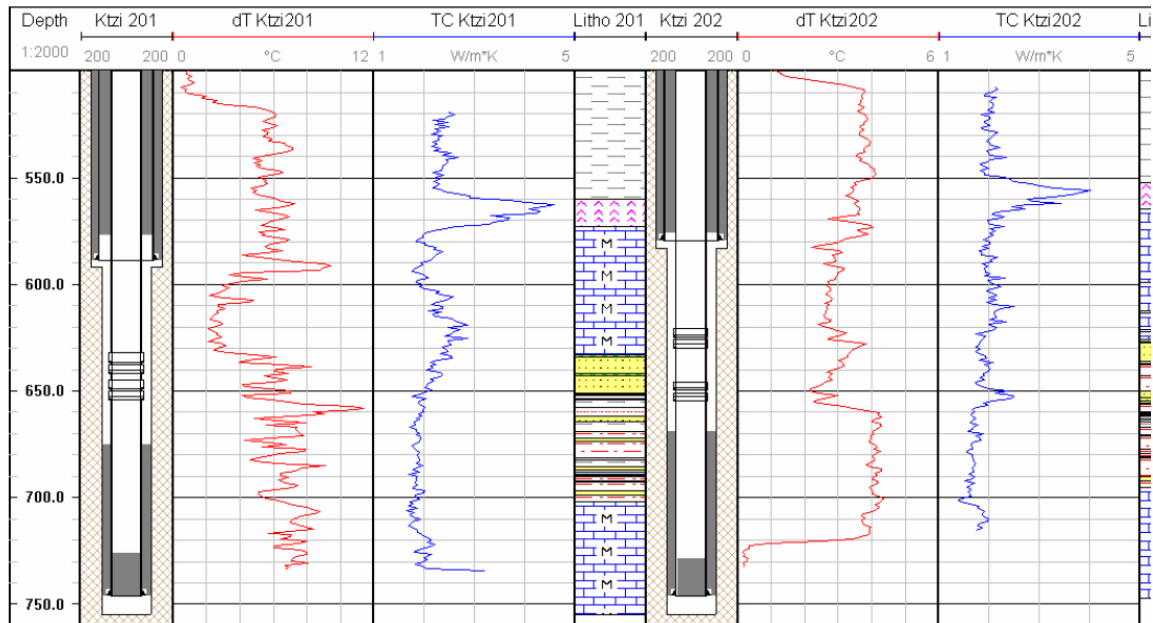 Depth Ktzi 201 dT Ktzi201 TC Ktzi201 Litho 201 Ktzi 202 dT Ktzi202 TC Ktzi202 Li
1:2000 200 200 0 °C 12 1 W/m*K 5 200 200 0 °C 6 1 W/m*K 5
550.0
M
M
600.0
M
M
650.0
700.0
M
M
M
750.0